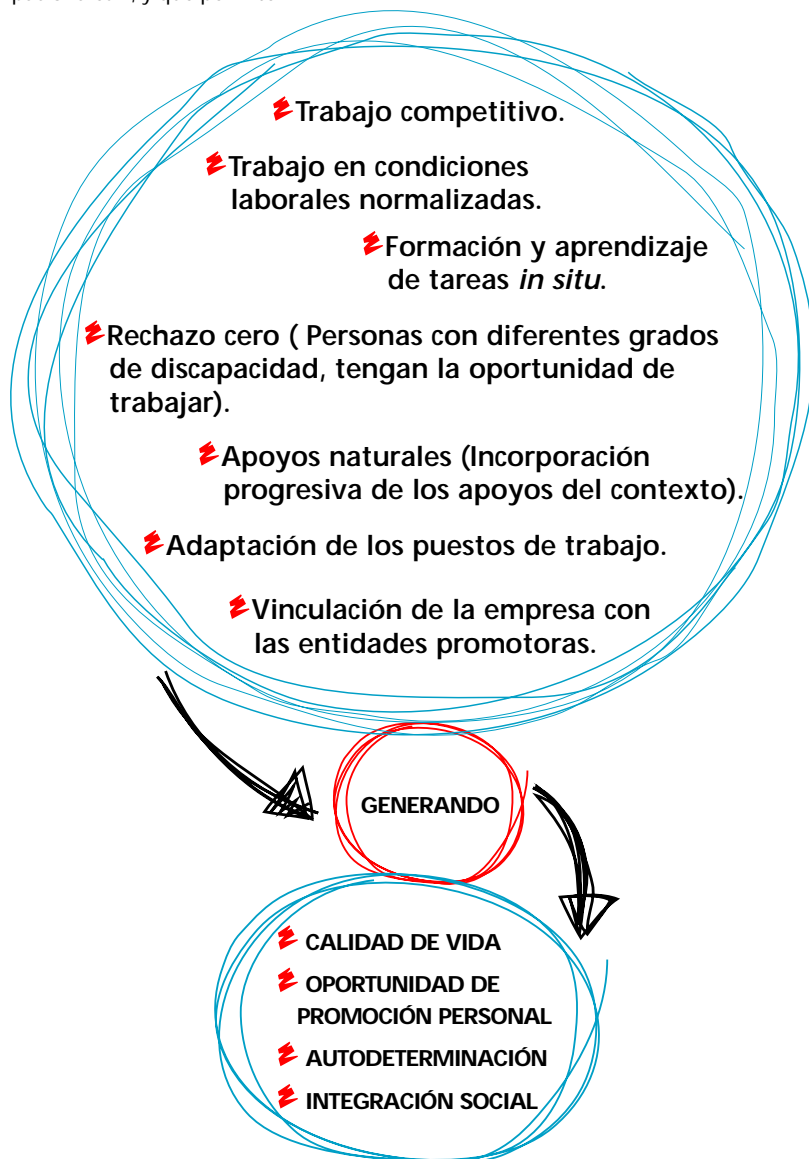 Trabajo competitivo.
Trabajo en condiciones
laborales normalizadas.
Formación y aprendizaje
de tareas in situ.
Rechazo cero ( Personas con diferentes grados
de discapacidad, tengan la oportunidad de
trabajar).
Apoyos naturales (Incorporación
progresiva de los apoyos del contexto).
Adaptación de los puestos de trabajo.
Vinculación de la empresa con
las entidades promotoras.
GENERANDO
CALIDAD DE VIDA
OPORTUNIDAD DE
PROMOCIÓN PERSONAL
AUTODETERMINACIÓN
INTEGRACIÓN SOCIAL